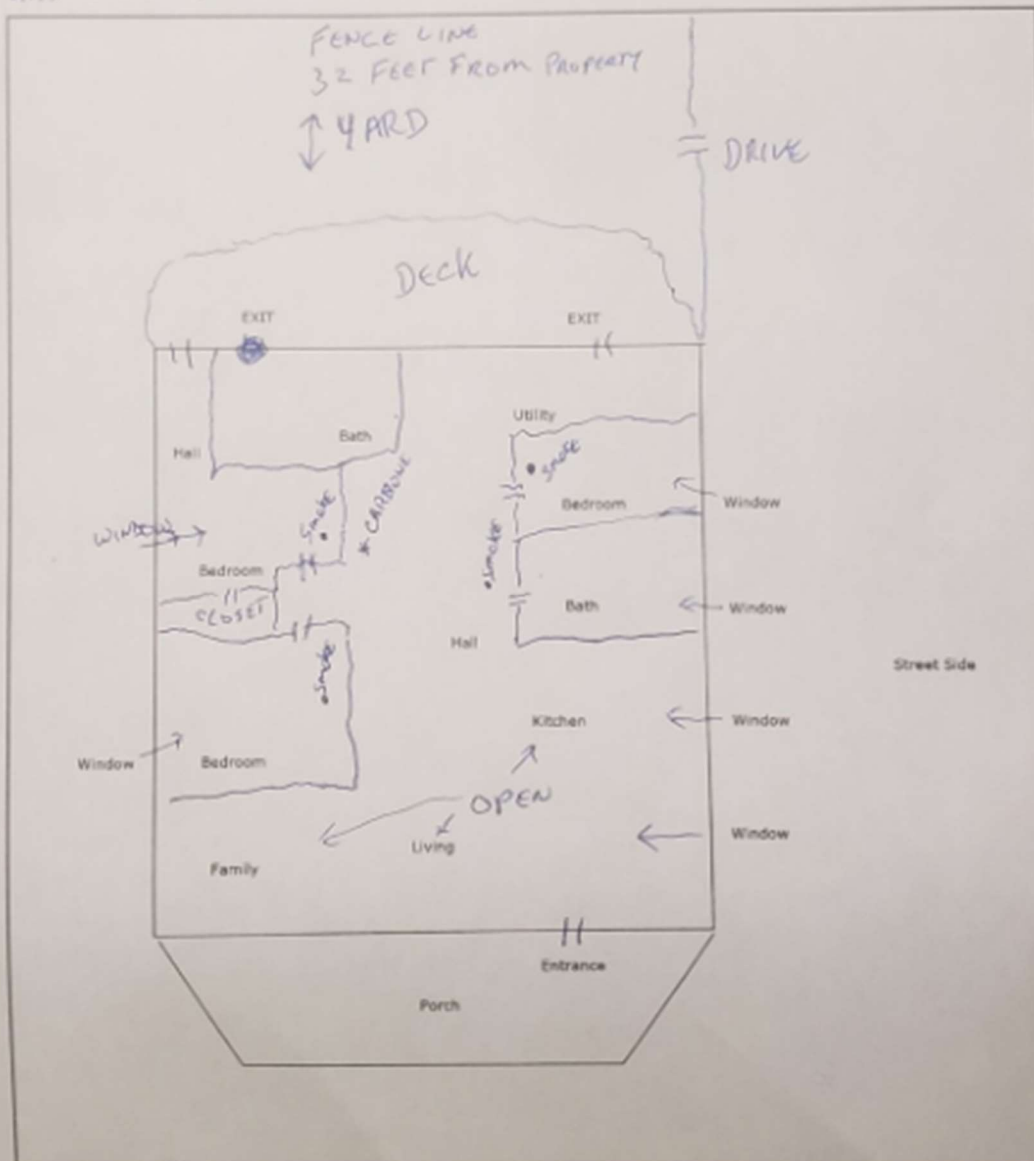 FENCE LINE
32 FEET FROM PROPERTY
YARD
DRIVE
DECK
EXIT
EXIT
Utility
Smoke
Bath
Hall
Smoke
* CARBONE
Bedroom
Window
WINDOW
Smoke
Bedroom
CLOSET
Bath
Window
Hall
Smoke
Street Side
Kitchen
Window
Window
Bedroom
OPEN
Living
Window
Family
Entrance
Porch